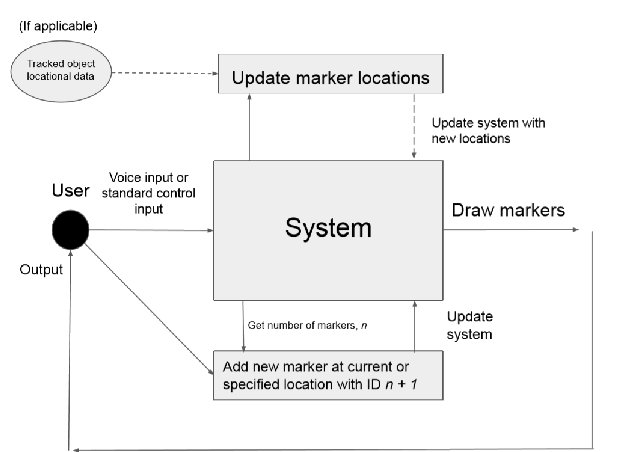 (If applicable)
Tracked object
locational data
Update marker locations
Update system with
new locations
Voice input or
standard control
input
User
System
Draw markers
Output
Get number of markers, n
Update
system
Add new marker at current or
specified location with ID n + 1